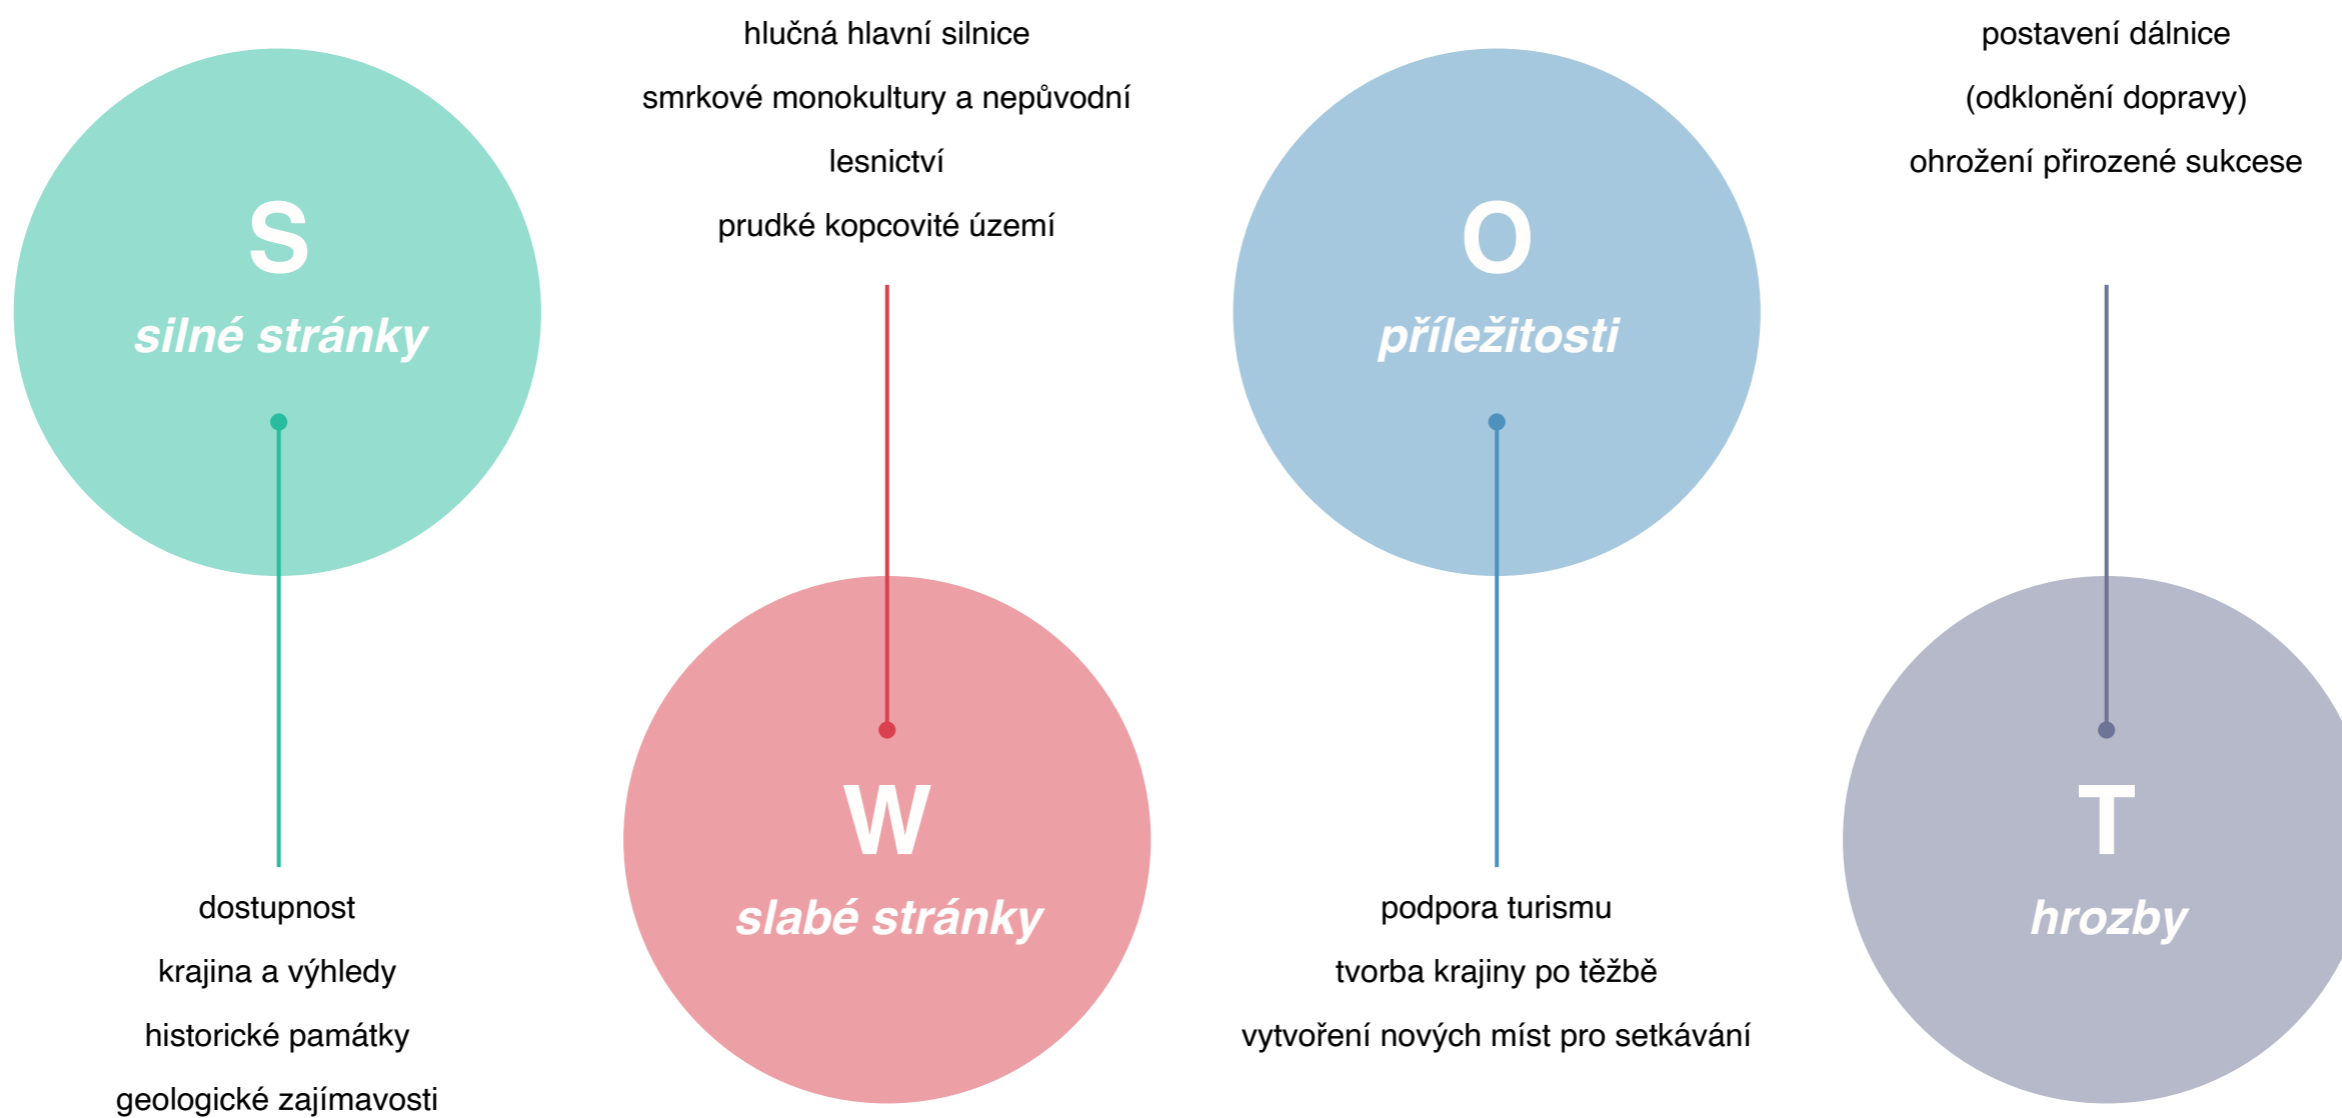 S
silné stránky
dostupnost
krajina a výhledy
historické památky
geologické zajímavosti
hlučná hlavní silnice
smrkové monokultury a nepůvodní
lesnictví
prudké kopcovité území
W
slabé stránky
O
příležitosti
podpora turismu
tvorba krajiny po těžbě
vytvoření nových míst pro setkávání
postavení dálnice
(odklonění dopravy)
ohrožení přirozené sukcese
T
hrozby